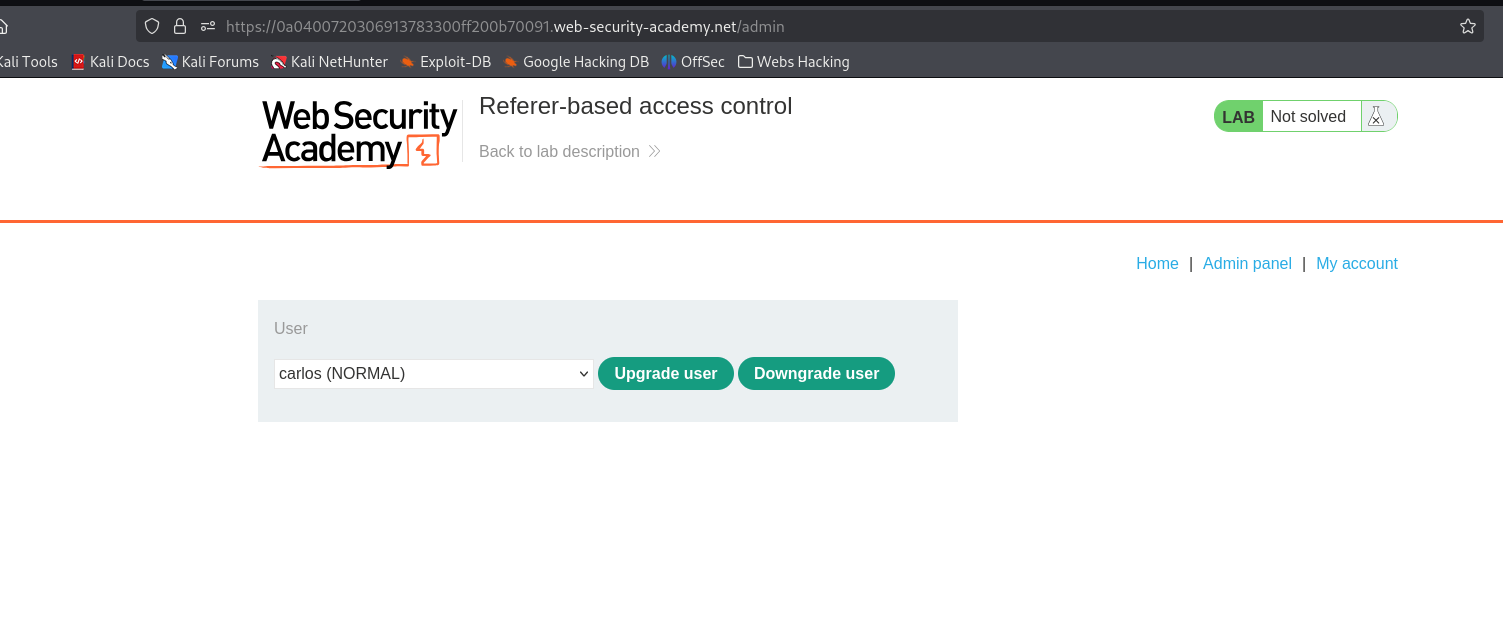 https://0a0400720306913783300ff200b70091.web-security-academy.net/admin
Kali Tools Kali Docs Kali Forums Kali NetHunter Exploit-DB Google Hacking DB OffSec Webs Hacking
Web Security
Academy
Referer-based access control
Back to lab description
LAB Not solved
Home | Admin panel | My account
User
carlos (NORMAL) Upgrade user Downgrade user